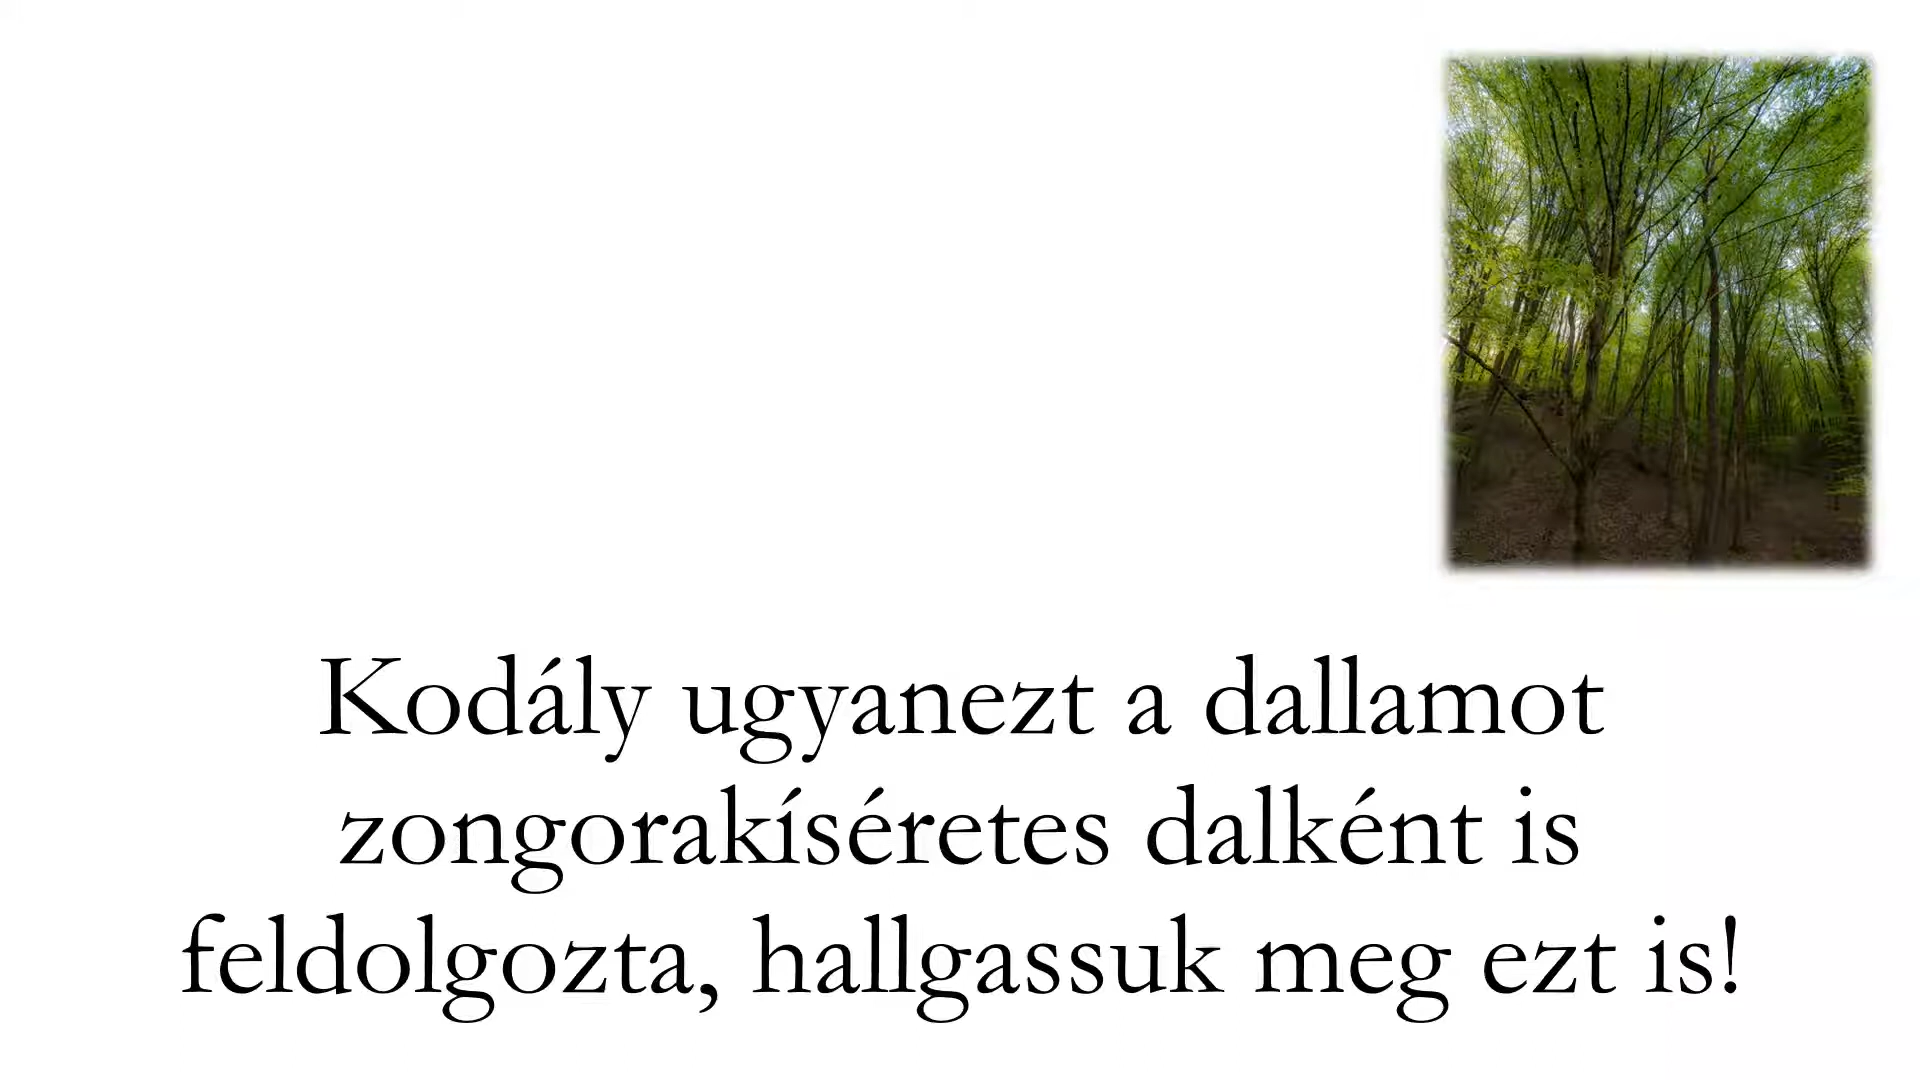 Kodály ugyanezt a dallamot
zongorakíséretes dalként is
feldolgozta, hallgassuk meg ezt is!